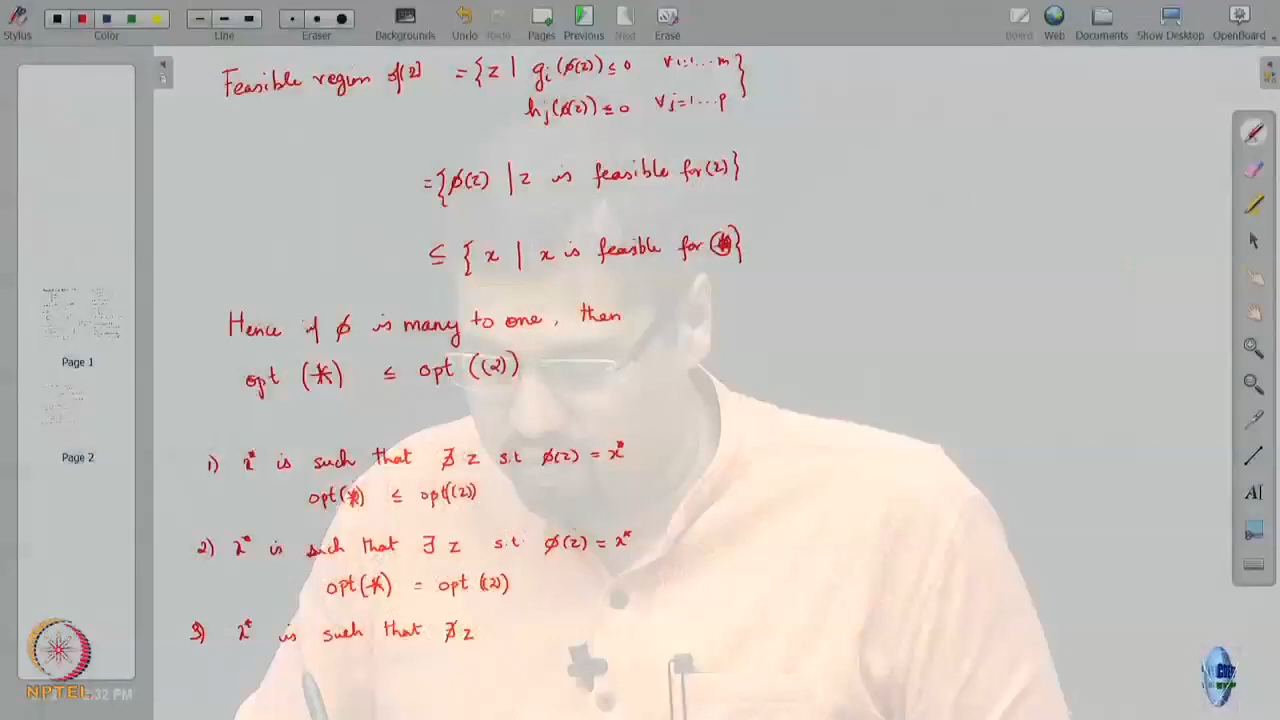 Stylus
Color
Line
Eraser
Backgrounds
Undo
Redo
Pages
Previous
Next
Erase
Board
Web
Documents
Show Desktop
OpenBoard
Feasible region of (2) = { z | gᵢ(φ(z)) ≤ 0 ∀ i=1...m
hⱼ(φ(z)) ≤ 0 ∀ j=1...p }
= { φ(z) | z is feasible for (2) }
⊆ { x | x is feasible for (*) }
Hence if φ is many to one, then
opt (*) ≤ opt ((2))
1) x* is such that ∄ z s.t φ(z) = x*
opt(*) ≤ opt((2))
2) x* is such that ∃ z s.t. φ(z) = x*
opt(*) = opt ((2))
3) x* is such that ∄ z
Page 1
Page 2
NPTEL
:32 PM